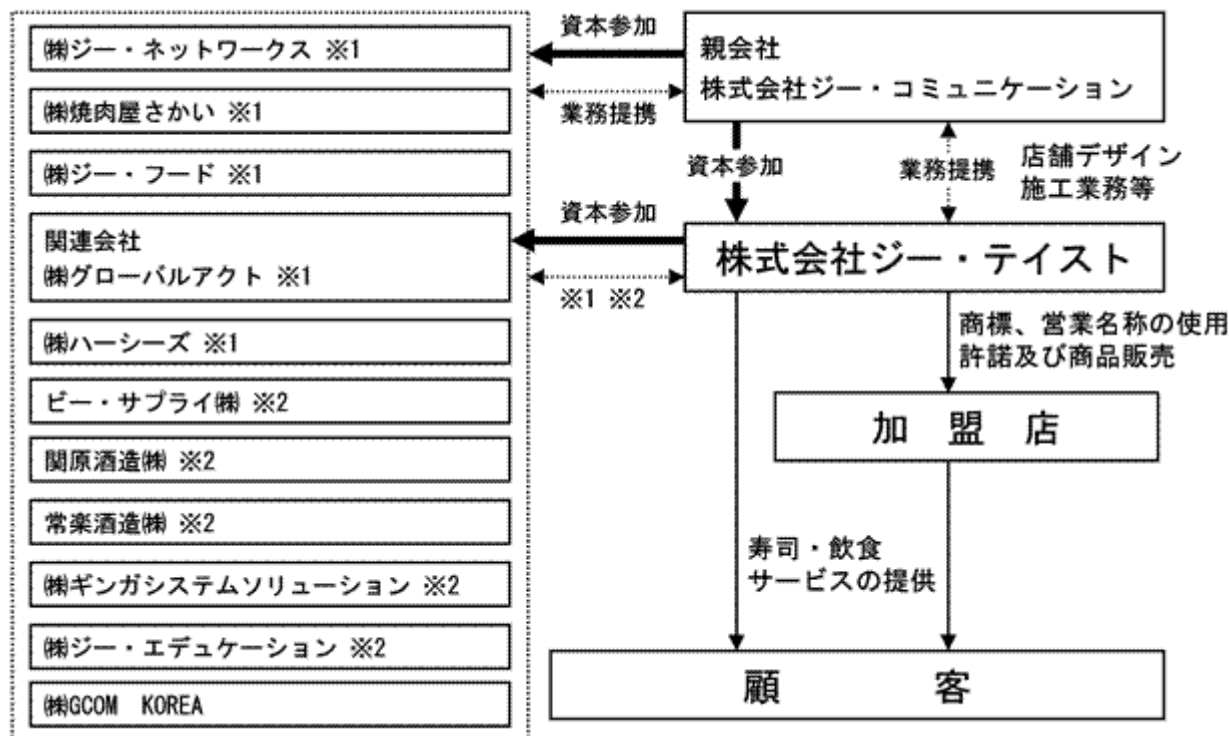 ㈱ジー・ネットワークス ※1
㈱焼肉屋さかい ※1
㈱ジー・フード ※1
関連会社
㈱グローバルアクト ※1
㈱ハーシーズ ※1
ビー・サプライ㈱ ※2
関原酒造㈱ ※2
常楽酒造㈱ ※2
㈱ギンガシステムソリューション ※2
㈱ジー・エデュケーション ※2
㈱GCOM KOREA
資本参加
業務提携
親会社
株式会社ジー・コミュニケーション
資本参加
業務提携
店舗デザイン
施工業務等
資本参加
※1 ※2
株式会社ジー・テイスト
商標、営業名称の使用
許諾及び商品販売
加 盟 店
寿司・飲食
サービスの提供
顧 客